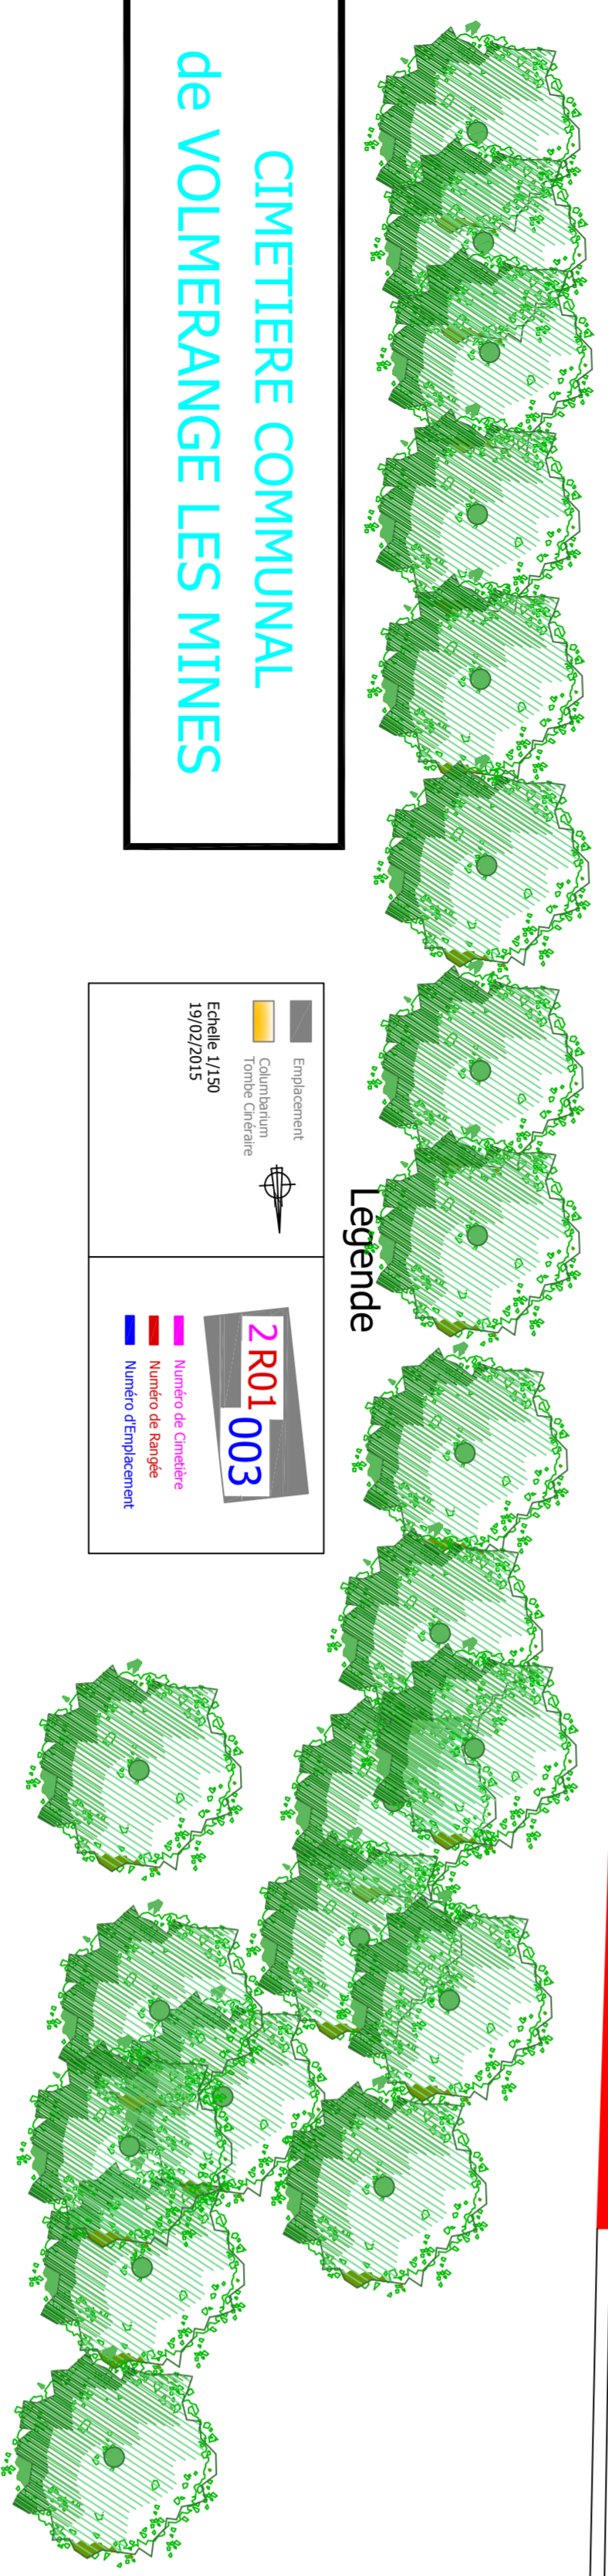 CIMETIERE COMMUNAL
de VOLMERANGE LES MINES
Légende
Emplacement
Columbarium
Tombe Cinéraire
Echelle 1/150
19/02/2015
2 R01 003
Numéro de Cimetière
Numéro de Rangée
Numéro d'Emplacement